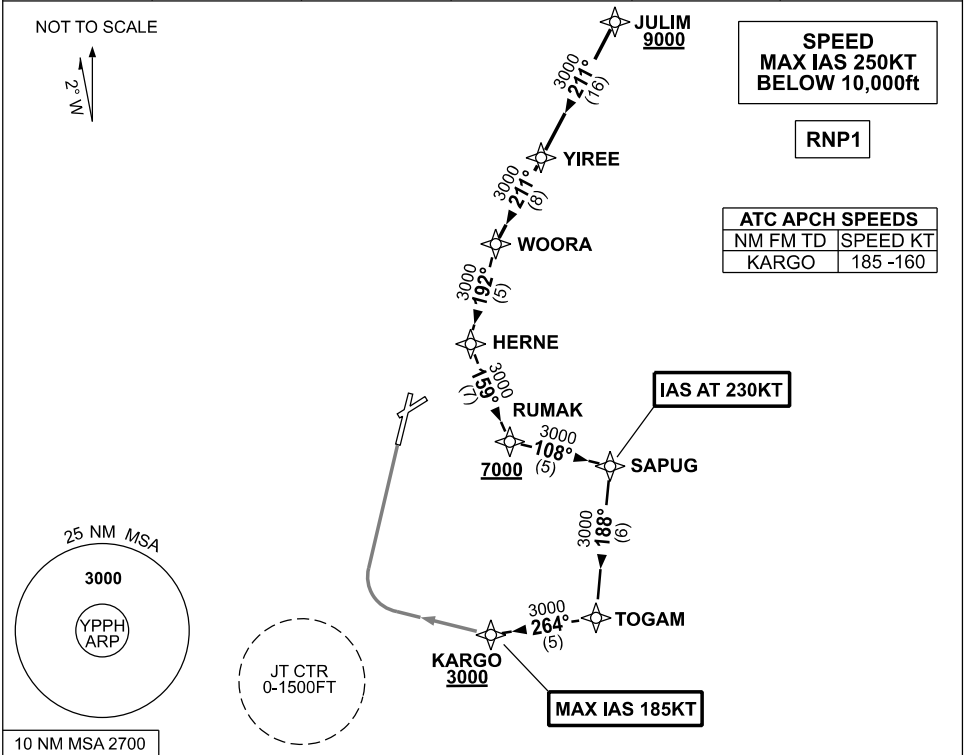 NOT TO SCALE
2° W
JULIM
9000
SPEED
MAX IAS 250KT
BELOW 10,000ft
RNP1
3000
211°
(16)
YIREE
3000
211°
(8)
ATC APCH SPEEDS
NM FM TD SPEED KT
KARGO 185 -160
WOORA
3000
192°
(5)
HERNE
3000
159°
(7)
RUMAK
7000
IAS AT 230KT
3000
108°
(5)
SAPUG
3000
188°
(6)
TOGAM
3000
264°
(5)
KARGO
3000
MAX IAS 185KT
25 NM MSA
3000
YPPH
ARP
JT CTR
0-1500FT
10 NM MSA 2700